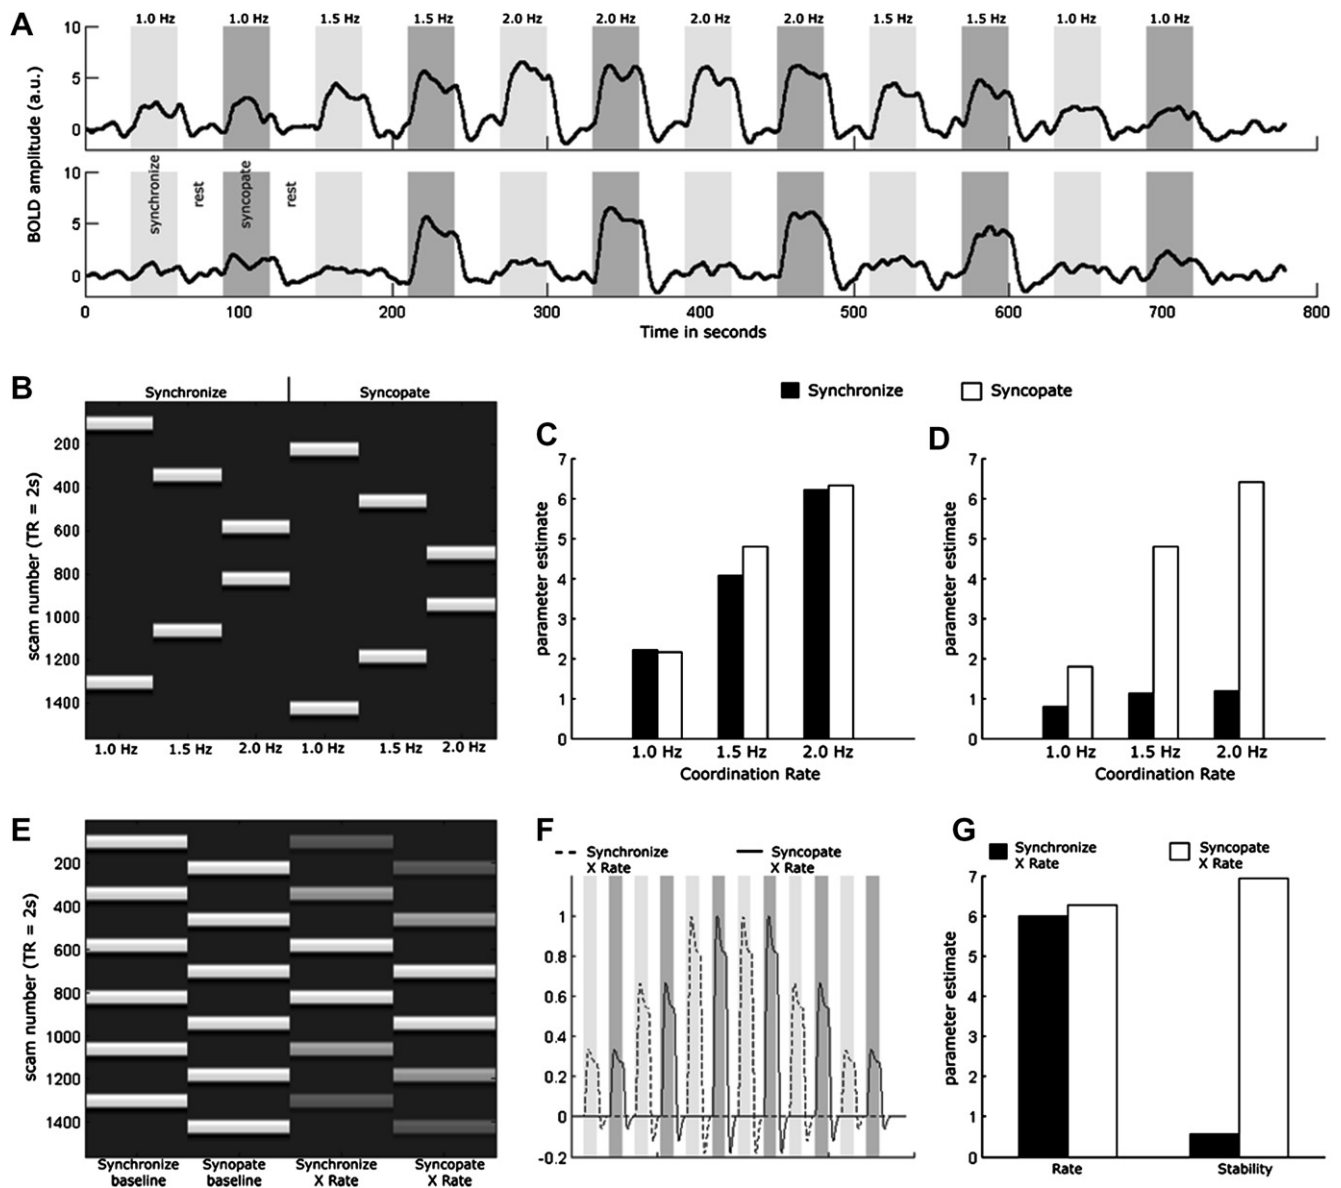 A
1.0 Hz 1.0 Hz 1.5 Hz 1.5 Hz 2.0 Hz 2.0 Hz 2.0 Hz 2.0 Hz 1.5 Hz 1.5 Hz 1.0 Hz 1.0 Hz
BOLD amplitude (a.u.)
10
5
0
10
5
0
synchronize
rest
syncopate
rest
0 100 200 300 400 500 600 700 800
Time in seconds
B
Synchronize Syncopate
scam number (TR = 2s)
200
400
600
800
1000
1200
1400
1.0 Hz 1.5 Hz 2.0 Hz 1.0 Hz 1.5 Hz 2.0 Hz
Synchronize Syncopate
C
parameter estimate
7
6
5
4
3
2
1
0
1.0 Hz 1.5 Hz 2.0 Hz
Coordination Rate
D
parameter estimate
7
6
5
4
3
2
1
0
1.0 Hz 1.5 Hz 2.0 Hz
Coordination Rate
E
scam number (TR = 2s)
200
400
600
800
1000
1200
1400
Synchronize baseline
Synopate baseline
Synchronize X Rate
Syncopate X Rate
F
Synchronize X Rate
Syncopate X Rate
1
0.8
0.6
0.4
0.2
0
-0.2
G
Synchronize X Rate
Syncopate X Rate
parameter estimate
7
6
5
4
3
2
1
0
Rate Stability